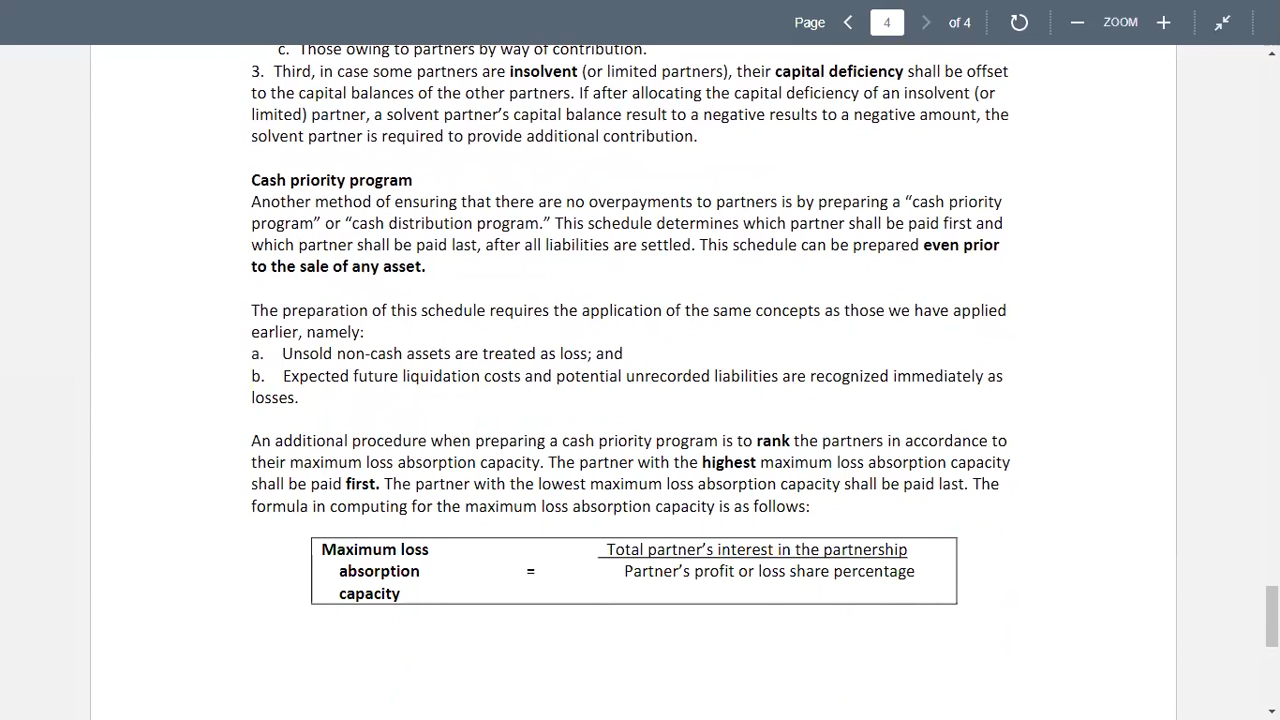 Page 4 of 4 ZOOM
c. Those owing to partners by way of contribution.
3. Third, in case some partners are insolvent (or limited partners), their capital deficiency shall be offset
to the capital balances of the other partners. If after allocating the capital deficiency of an insolvent (or
limited) partner, a solvent partner’s capital balance result to a negative results to a negative amount, the
solvent partner is required to provide additional contribution.
Cash priority program
Another method of ensuring that there are no overpayments to partners is by preparing a “cash priority
program” or “cash distribution program.” This schedule determines which partner shall be paid first and
which partner shall be paid last, after all liabilities are settled. This schedule can be prepared even prior
to the sale of any asset.
The preparation of this schedule requires the application of the same concepts as those we have applied
earlier, namely:
a. Unsold non-cash assets are treated as loss; and
b. Expected future liquidation costs and potential unrecorded liabilities are recognized immediately as
losses.
An additional procedure when preparing a cash priority program is to rank the partners in accordance to
their maximum loss absorption capacity. The partner with the highest maximum loss absorption capacity
shall be paid first. The partner with the lowest maximum loss absorption capacity shall be paid last. The
formula in computing for the maximum loss absorption capacity is as follows:
Maximum loss Total partner’s interest in the partnership
absorption = Partner’s profit or loss share percentage
capacity